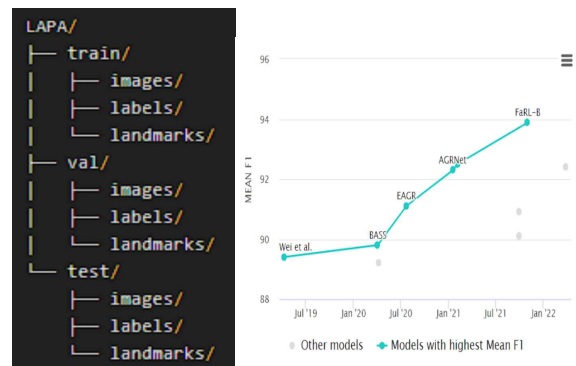 LAPA/
├── train/
│   ├── images/
│   ├── labels/
│   └── landmarks/
├── val/
│   ├── images/
│   ├── labels/
│   └── landmarks/
└── test/
    ├── images/
    ├── labels/
    └── landmarks/
96
94
92
90
88
MEAN F1
Wei et al.
BASS
EAGR
AGRNet
FaRL-B
Jul '19 Jan '20 Jul '20 Jan '21 Jul '21 Jan '22
Other models Models with highest Mean F1